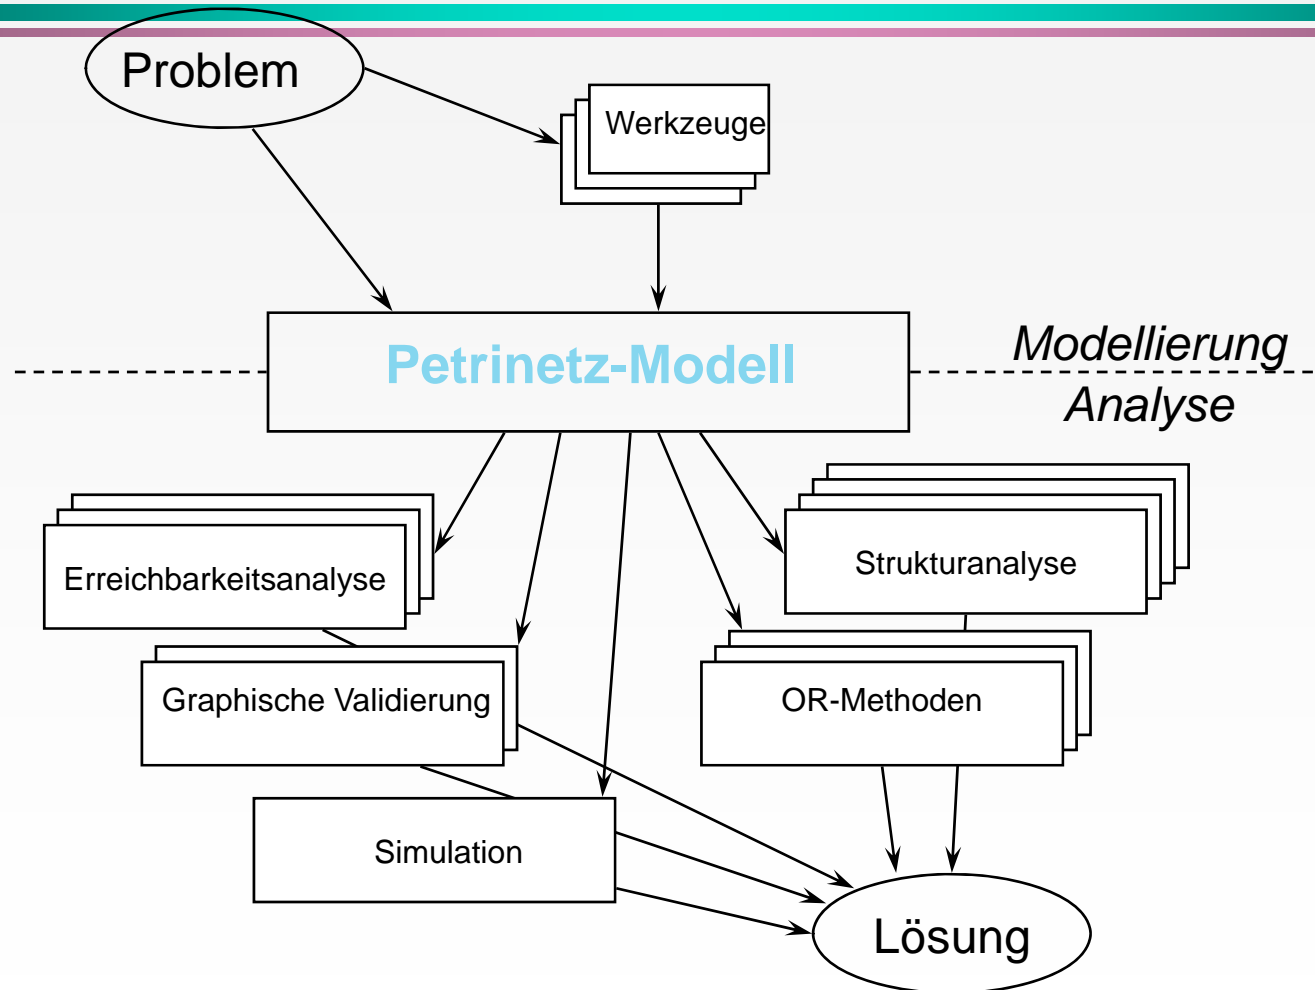 Problem
Werkzeuge
Petrinetz-Modell
Modellierung
Analyse
Erreichbarkeitsanalyse
Strukturanalyse
Graphische Validierung
OR-Methoden
Simulation
Lösung